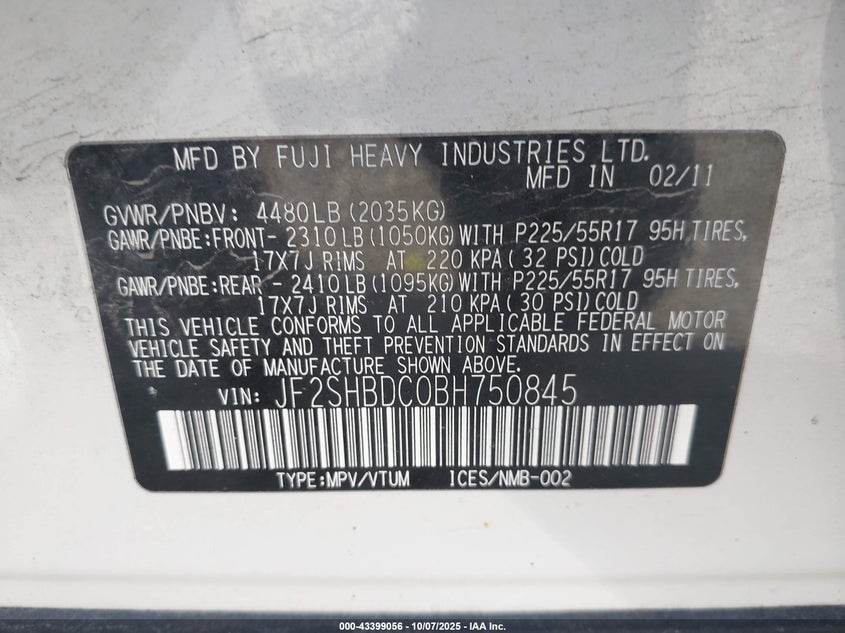 MFD BY FUJI HEAVY INDUSTRIES LTD.
MFD IN 02/11
GVWR/PNBV: 4480LB (2035KG)
GAWR/PNBE:FRONT- 2310LB (1050KG) WITH P225/55R17 95H TIRES,
17X7J RIMS AT 220 KPA ( 32 PSI) COLD
GAWR/PNBE:REAR - 2410LB (1095KG) WITH P225/55R17 95H TIRES,
17X7J RIMS AT 210 KPA ( 30 PSI) COLD
THIS VEHICLE CONFORMS TO ALL APPLICABLE FEDERAL MOTOR
VEHICLE SAFETY AND THEFT PREVENTION STANDARDS IN EFFECT ON
THE DATE OF MANUFACTURE SHOWN ABOVE.
VIN: JF2SHBDC0BH750845
TYPE:MPV/VTUM ICES/NMB-002
000-43399056 - 10/07/2025 - IAA Inc.